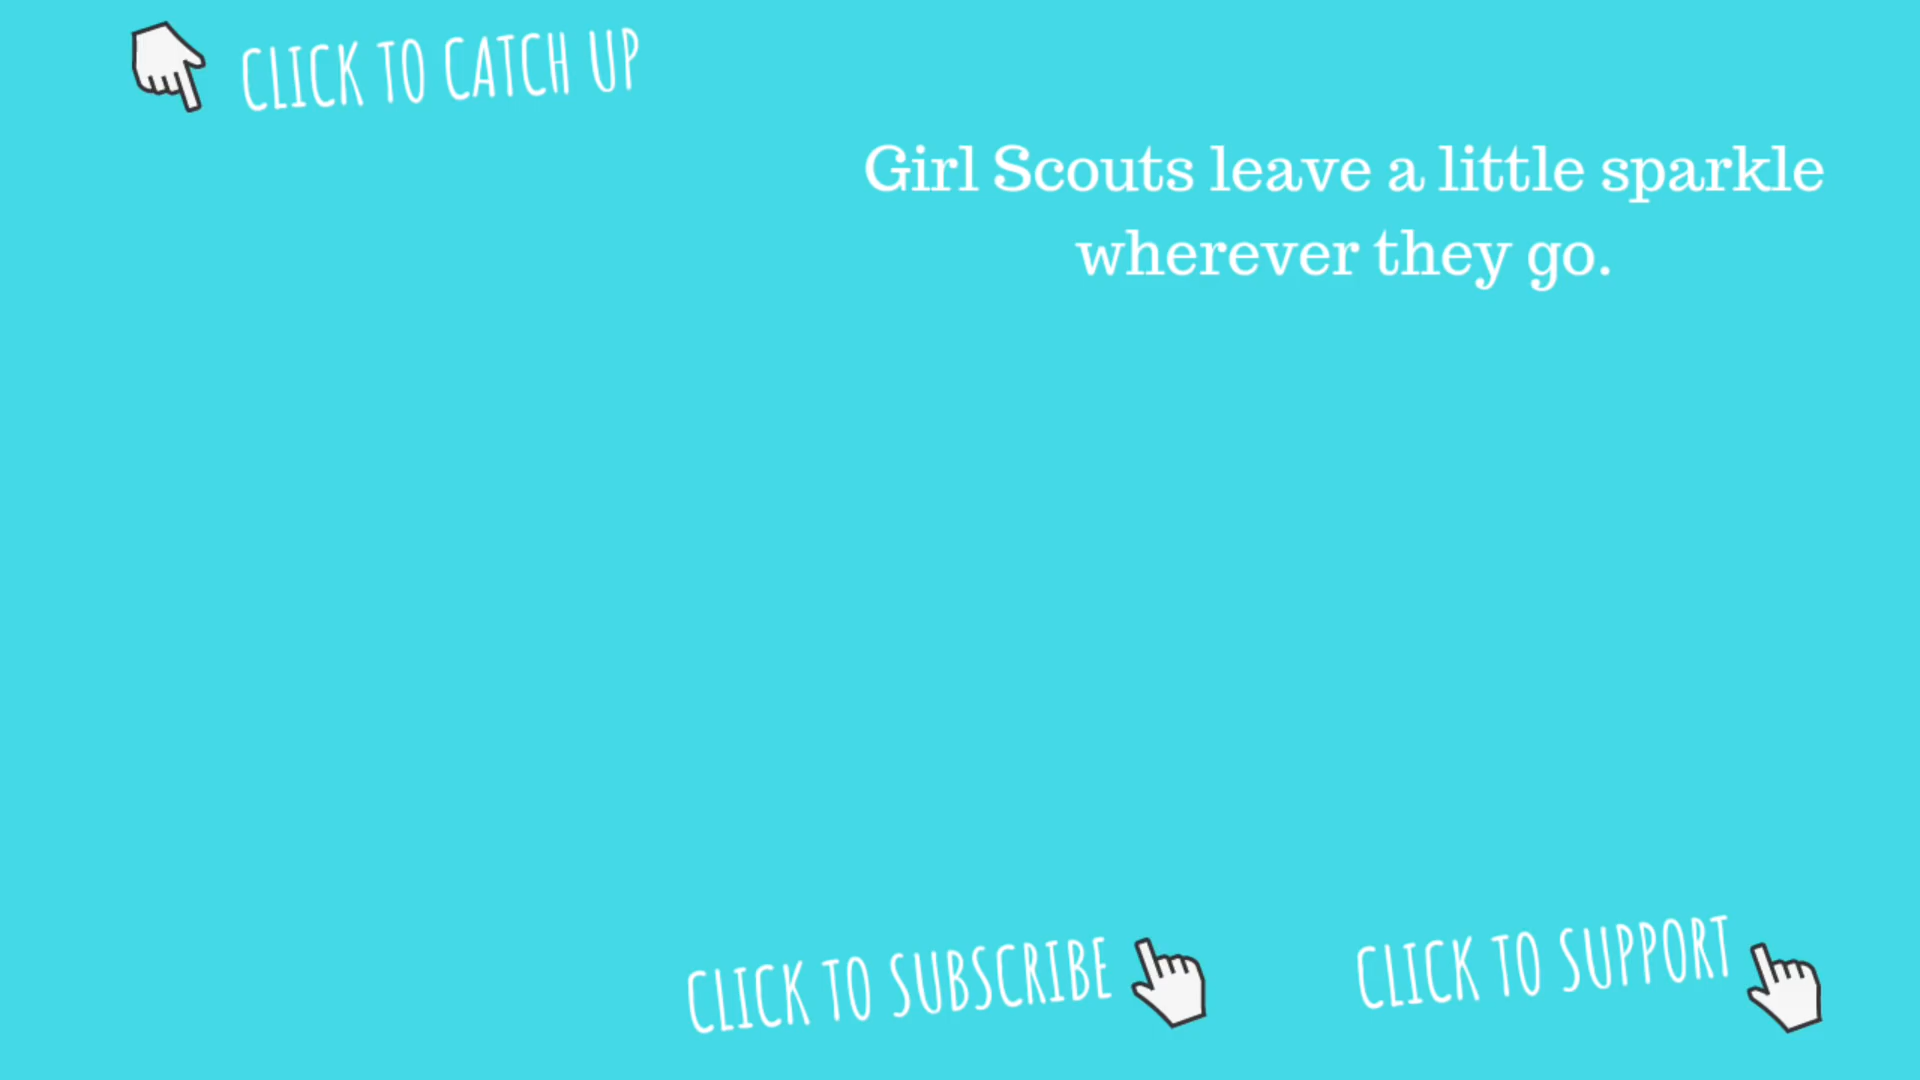 CLICK TO CATCH UP
Girl Scouts leave a little sparkle
wherever they go.
CLICK TO SUBSCRIBE
CLICK TO SUPPORT